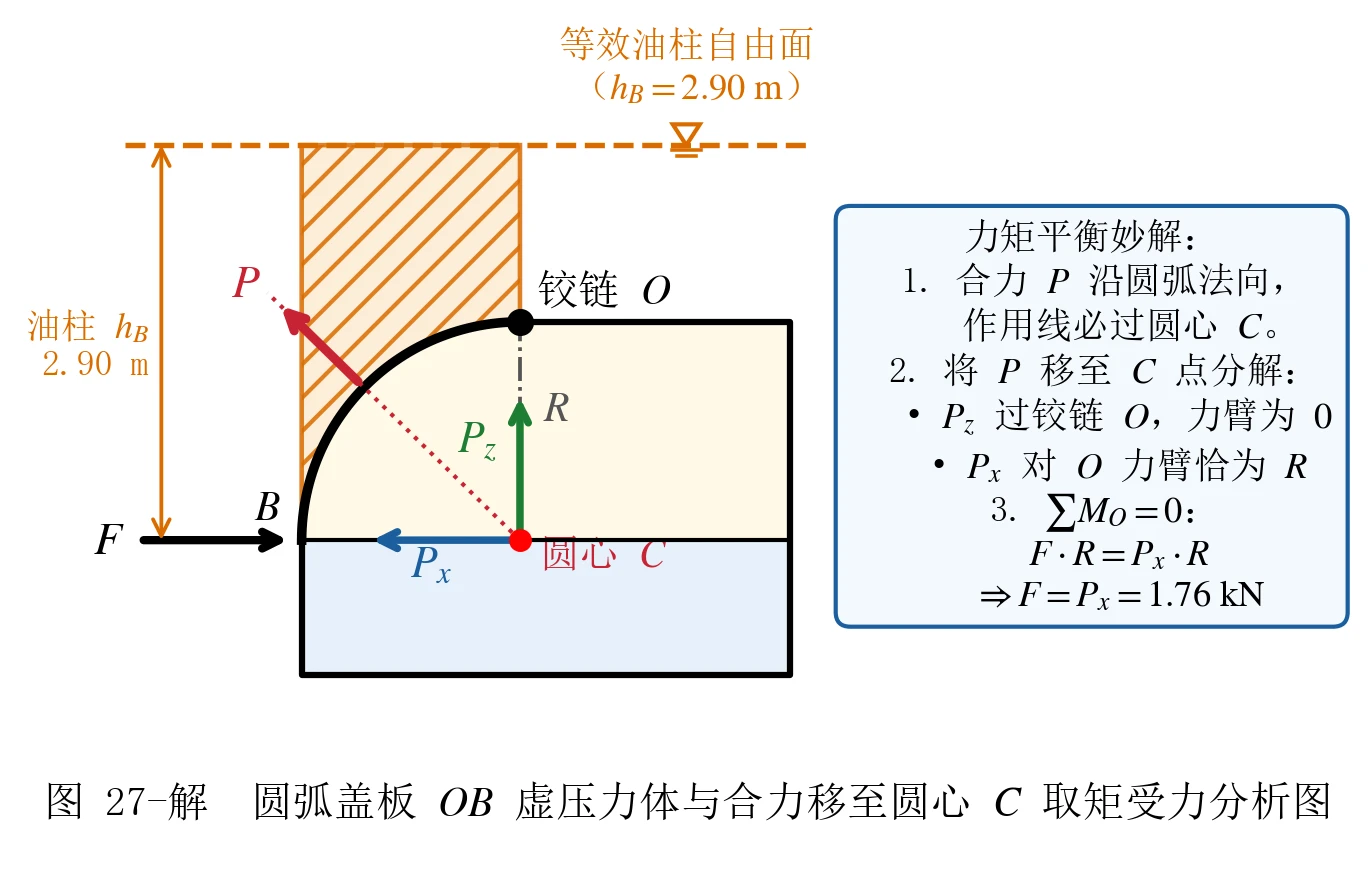 等效油柱自由面
（h_B = 2.90 m）
P
铰链 O
油柱 h_B
2.90 m
R
P_z
B
F
P_x
圆心 C
力矩平衡妙解：
1. 合力 P 沿圆弧法向，
作用线必过圆心 C。
2. 将 P 移至 C 点分解：
• P_z 过铰链 O，力臂为 0
• P_x 对 O 力臂恰为 R
3. ∑M_O = 0：
F · R = P_x · R
⇒ F = P_x = 1.76 kN
图 27-解 圆弧盖板 OB 虚压力体与合力移至圆心 C 取矩受力分析图